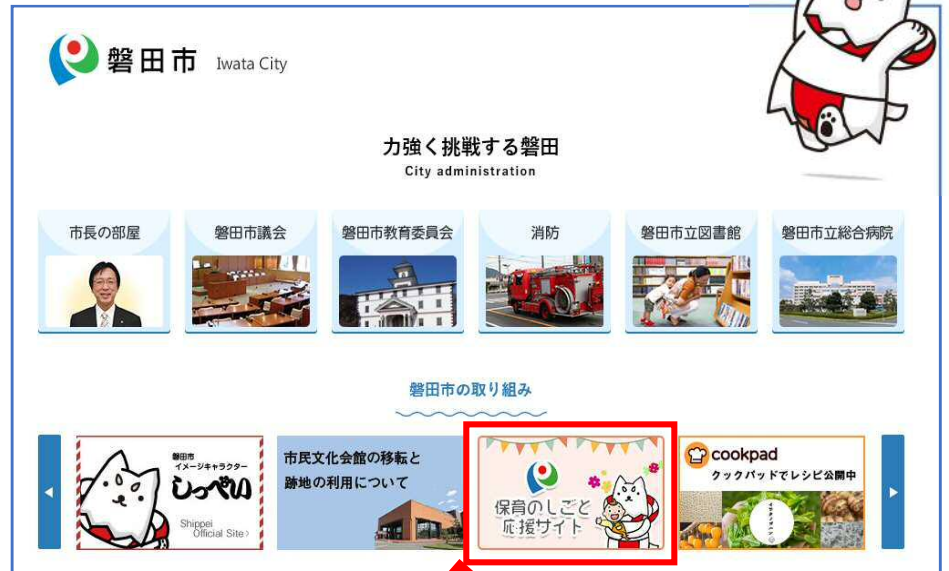 磐田市 Iwata City
力強く挑戦する磐田
City administration
市長の部屋
磐田市議会
磐田市教育委員会
消防
磐田市立図書館
磐田市立総合病院
磐田市の取り組み
磐田市
イメージキャラクター
しっぺい
Shippei
Official Site >
市民文化会館の移転と
跡地の利用について
保育のしごと
応援サイト
cookpad
クックパッドでレシピ公開中